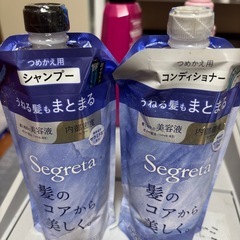 つめかえ用
シャンプー
うねる髪もまとまる
美容液
Segreta
髪の
コアから
美しく。
つめかえ用
コンディショナー
うねる髪もまとまる
美容液
Segreta
髪の
コアから
美しく。